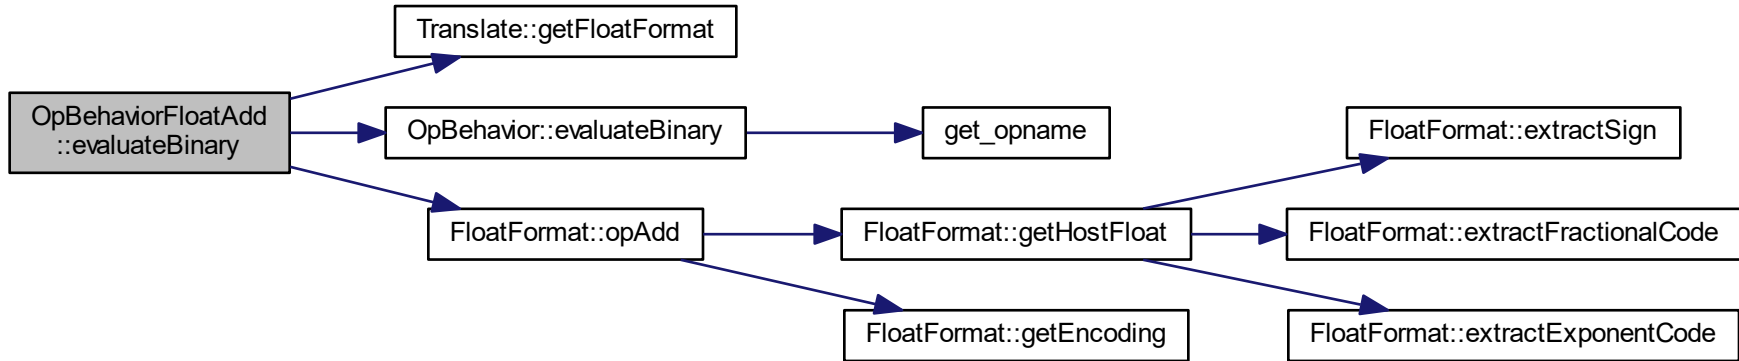 Translate::getFloatFormat
OpBehaviorFloatAdd
::evaluateBinary
OpBehavior::evaluateBinary
get_opname
FloatFormat::extractSign
FloatFormat::opAdd
FloatFormat::getHostFloat
FloatFormat::extractFractionalCode
FloatFormat::getEncoding
FloatFormat::extractExponentCode